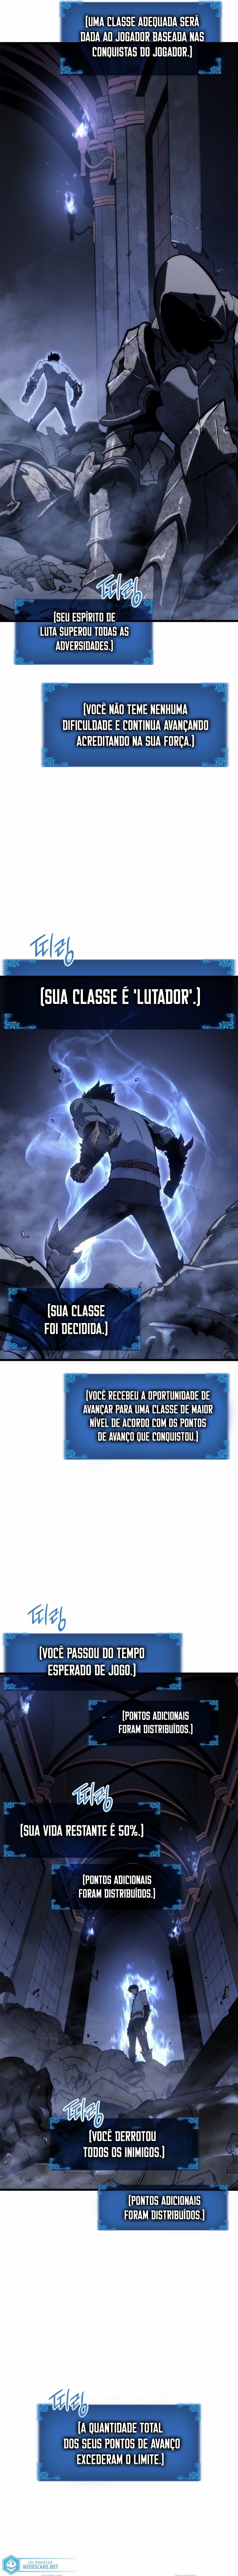 [UMA CLASSE ADEQUADA SERÁ
DADA AO JOGADOR BASEADA NAS
CONQUISTAS DO JOGADOR.]
띠링
[SEU ESPÍRITO DE
LUTA SUPEROU TODAS AS
ADVERSIDADES.]
[VOCÊ NÃO TEME NENHUMA
DIFICULDADE E CONTINUA AVANÇANDO
ACREDITANDO NA SUA FORÇA.]
띠링
[SUA CLASSE É 'LUTADOR'.]
[SUA CLASSE
FOI DECIDIDA.]
[VOCÊ RECEBEU A OPORTUNIDADE DE
AVANÇAR PARA UMA CLASSE DE MAIOR
NÍVEL DE ACORDO COM OS PONTOS
DE AVANÇO QUE CONQUISTOU.]
띠링
[VOCÊ PASSOU DO TEMPO
ESPERADO DE JOGO.]
[PONTOS ADICIONAIS
FORAM DISTRIBUÍDOS.]
띠링
[SUA VIDA RESTANTE É 50%.]
[PONTOS ADICIONAIS
FORAM DISTRIBUÍDOS.]
띠링
[VOCÊ DERROTOU
TODOS OS INIMIGOS.]
[PONTOS ADICIONAIS
FORAM DISTRIBUÍDOS.]
띠링
[A QUANTIDADE TOTAL
DOS SEUS PONTOS DE AVANÇO
EXCEDERAM O LIMITE.]